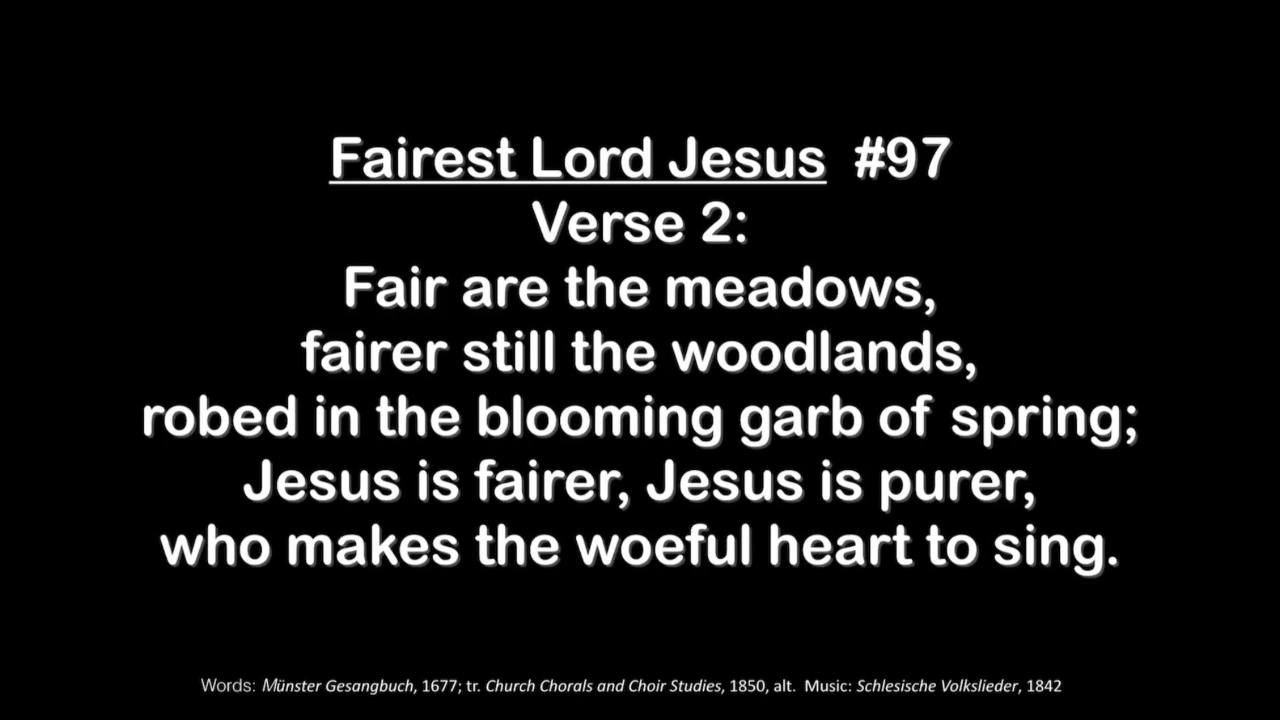 Fairest Lord Jesus  #97
Verse 2:
Fair are the meadows,
fairer still the woodlands,
robed in the blooming garb of spring;
Jesus is fairer, Jesus is purer,
who makes the woeful heart to sing.
Words:  Münster Gesangbuch, 1677; tr. Church Chorals and Choir Studies, 1850, alt.  Music: Schlesische Volkslieder, 1842